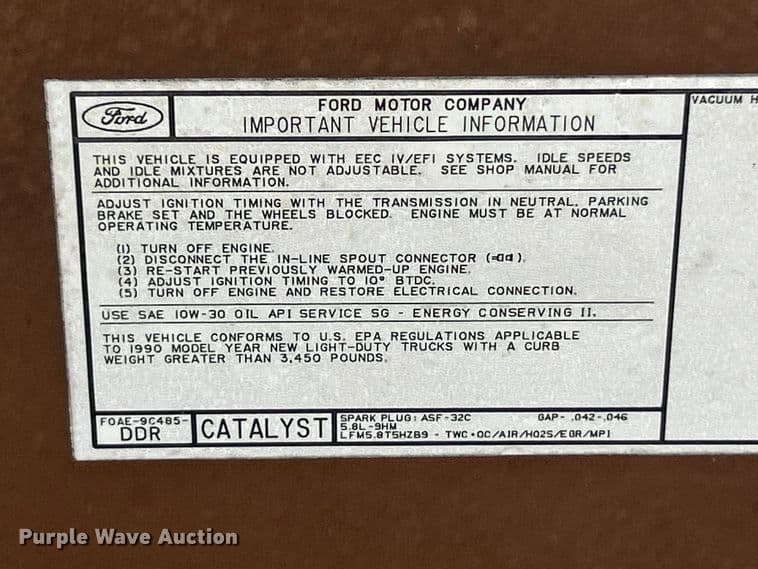 Ford
FORD MOTOR COMPANY
IMPORTANT VEHICLE INFORMATION
VACUUM H
THIS VEHICLE IS EQUIPPED WITH EEC IV/EFI SYSTEMS. IDLE SPEEDS
AND IDLE MIXTURES ARE NOT ADJUSTABLE. SEE SHOP MANUAL FOR
ADDITIONAL INFORMATION.
ADJUST IGNITION TIMING WITH THE TRANSMISSION IN NEUTRAL, PARKING
BRAKE SET AND THE WHEELS BLOCKED. ENGINE MUST BE AT NORMAL
OPERATING TEMPERATURE.
(1) TURN OFF ENGINE.
(2) DISCONNECT THE IN-LINE SPOUT CONNECTOR ( ).
(3) RE-START PREVIOUSLY WARMED-UP ENGINE.
(4) ADJUST IGNITION TIMING TO 10° BTDC.
(5) TURN OFF ENGINE AND RESTORE ELECTRICAL CONNECTION.
USE SAE 10W-30 OIL API SERVICE SG - ENERGY CONSERVING II.
THIS VEHICLE CONFORMS TO U.S. EPA REGULATIONS APPLICABLE
TO 1990 MODEL YEAR NEW LIGHT-DUTY TRUCKS WITH A CURB
WEIGHT GREATER THAN 3,450 POUNDS.
FOAE-9C485-
DDR
CATALYST
SPARK PLUG: ASF-32C GAP- .042-.046
5.8L-9HM
LFM5.8T5HZB9 - TWC+OC/AIR/HO2S/EGR/MPI
Purple Wave Auction